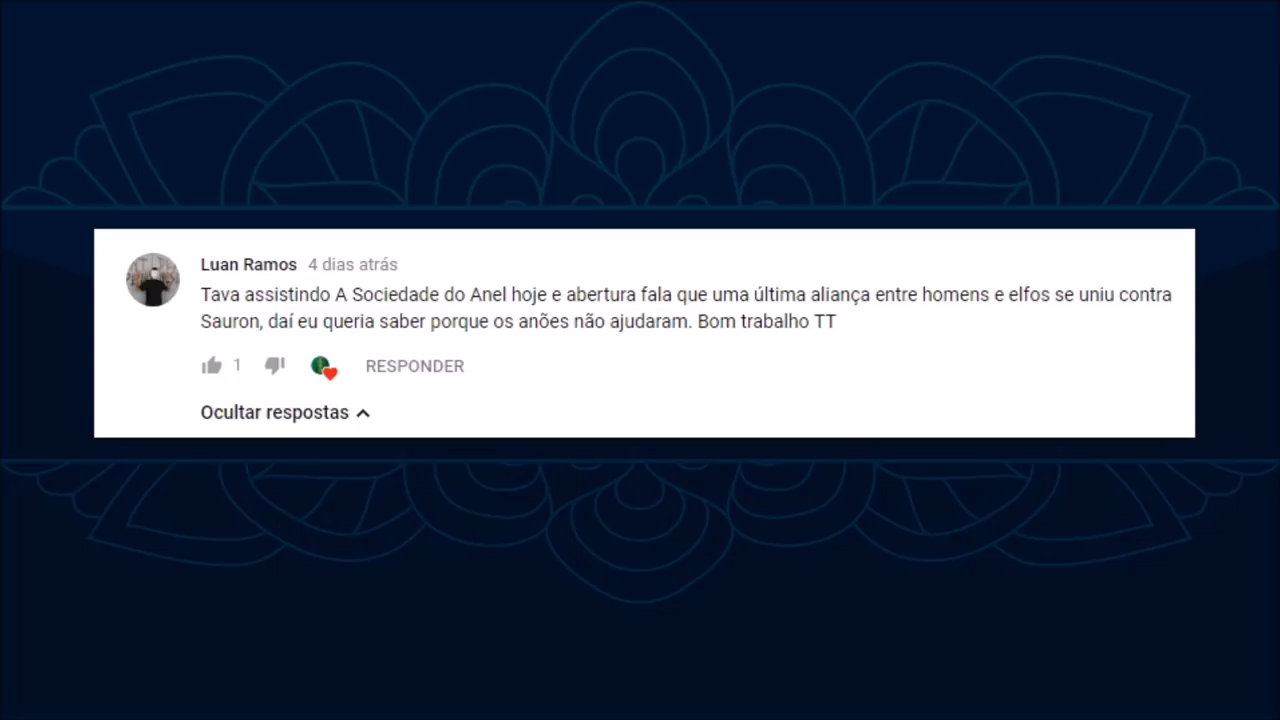 Luan Ramos 4 dias atrás
Tava assistindo A Sociedade do Anel hoje e abertura fala que uma última aliança entre homens e elfos se uniu contra
Sauron, daí eu queria saber porque os anões não ajudaram. Bom trabalho TT
1 RESPONDER
Ocultar respostas